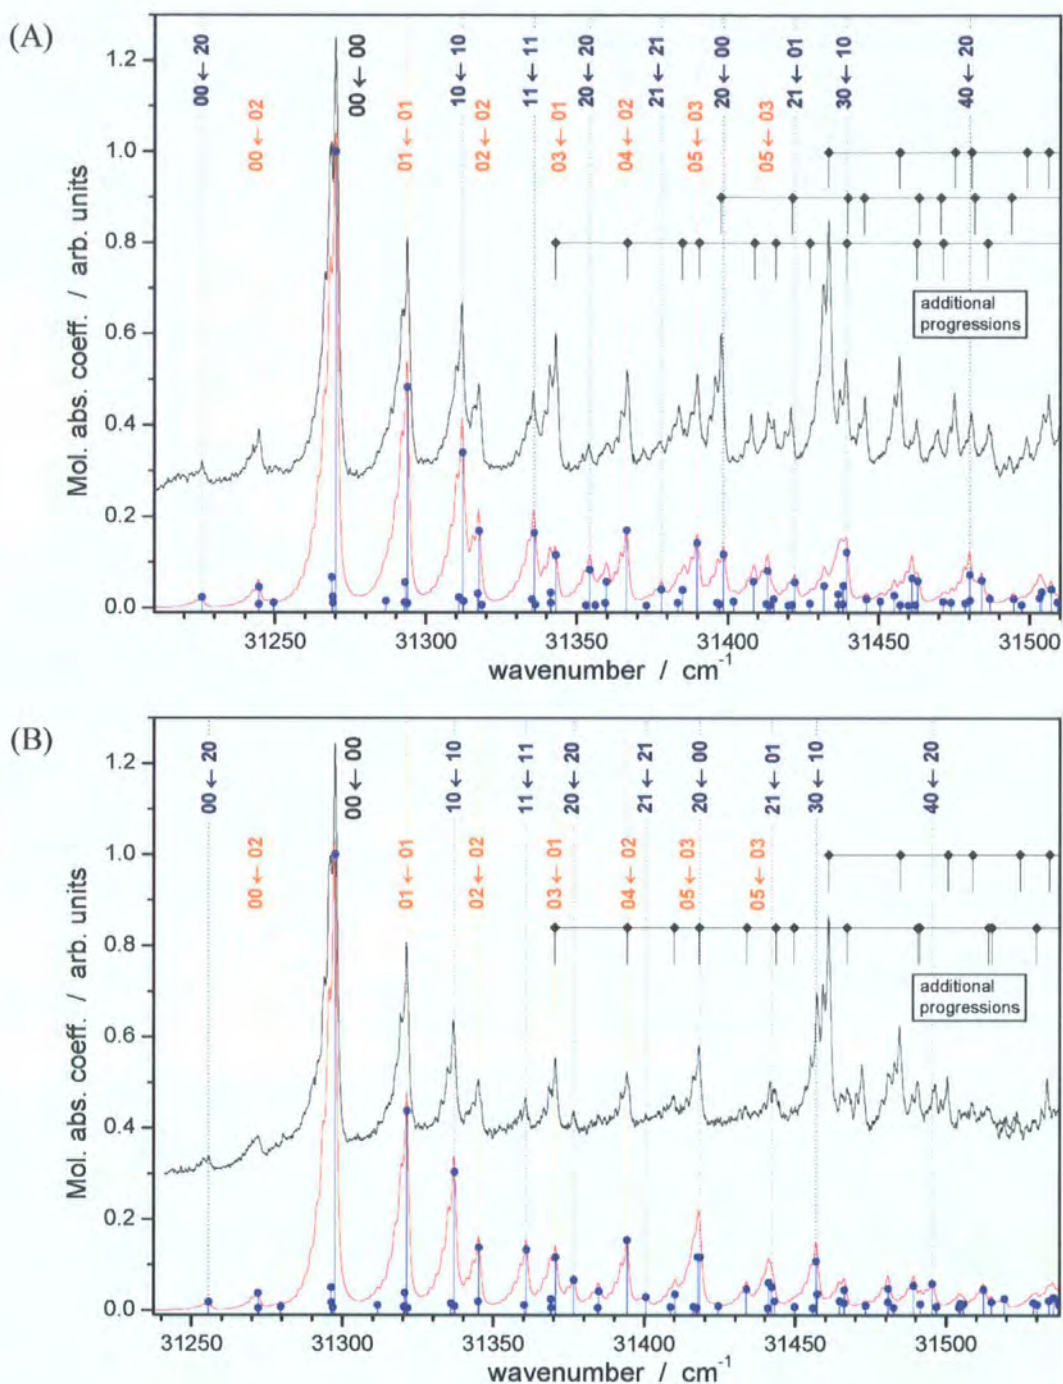 (A)
00 ← 20
00 ← 02
00 ← 00
01 ← 01
10 ← 10
02 ← 02
11 ← 11
03 ← 01
20 ← 20
04 ← 02
21 ← 21
05 ← 03
20 ← 00
05 ← 03
21 ← 01
30 ← 10
40 ← 20
additional
progressions
Mol. abs. coeff. / arb. units
1.2
1.0
0.8
0.6
0.4
0.2
0.0
31250
31300
31350
31400
31450
31500
wavenumber / cm⁻¹
(B)
00 ← 20
00 ← 02
00 ← 00
01 ← 01
10 ← 10
02 ← 02
11 ← 11
03 ← 01
20 ← 20
04 ← 02
21 ← 21
05 ← 03
20 ← 00
05 ← 03
21 ← 01
30 ← 10
40 ← 20
additional
progressions
Mol. abs. coeff. / arb. units
1.2
1.0
0.8
0.6
0.4
0.2
0.0
31250
31300
31350
31400
31450
31500
wavenumber / cm⁻¹